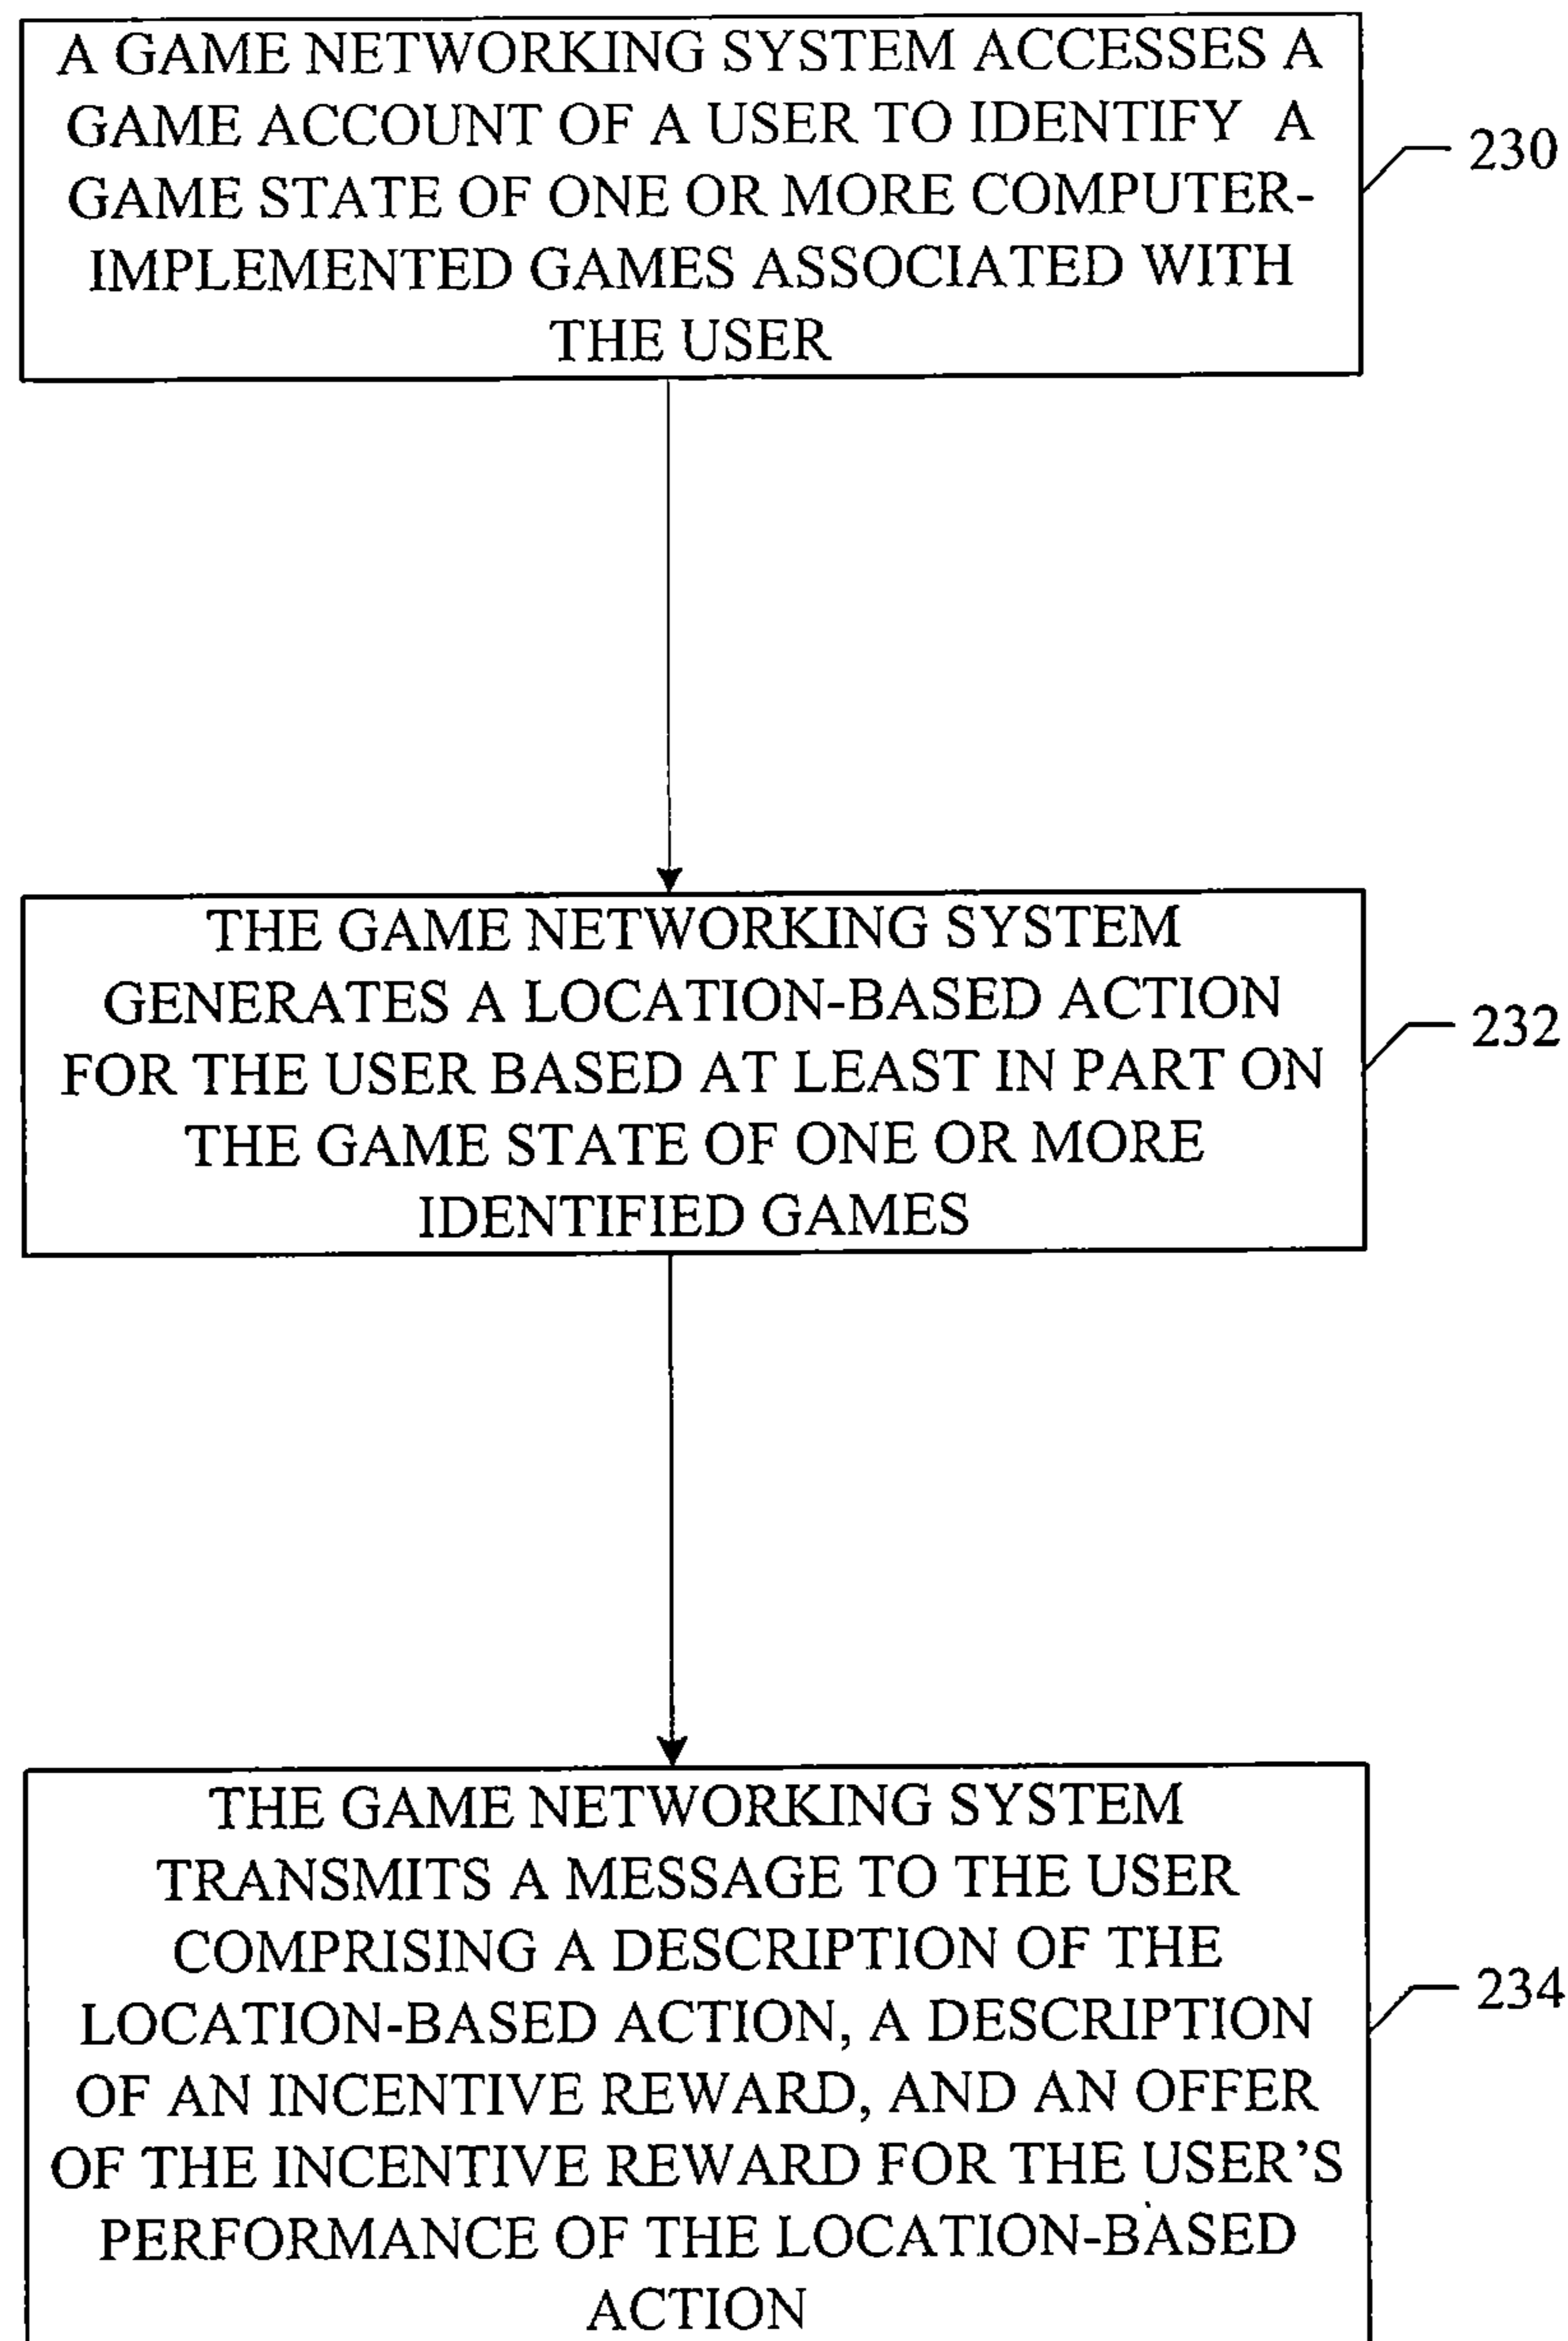 A GAME NETWORKING SYSTEM ACCESSES A
GAME ACCOUNT OF A USER TO IDENTIFY A
GAME STATE OF ONE OR MORE COMPUTER-
IMPLEMENTED GAMES ASSOCIATED WITH
THE USER
230
THE GAME NETWORKING SYSTEM
GENERATES A LOCATION-BASED ACTION
FOR THE USER BASED AT LEAST IN PART ON
THE GAME STATE OF ONE OR MORE
IDENTIFIED GAMES
232
THE GAME NETWORKING SYSTEM
TRANSMITS A MESSAGE TO THE USER
COMPRISING A DESCRIPTION OF THE
LOCATION-BASED ACTION, A DESCRIPTION
OF AN INCENTIVE REWARD, AND AN OFFER
OF THE INCENTIVE REWARD FOR THE USER’S
PERFORMANCE OF THE LOCATION-BASED
ACTION
234